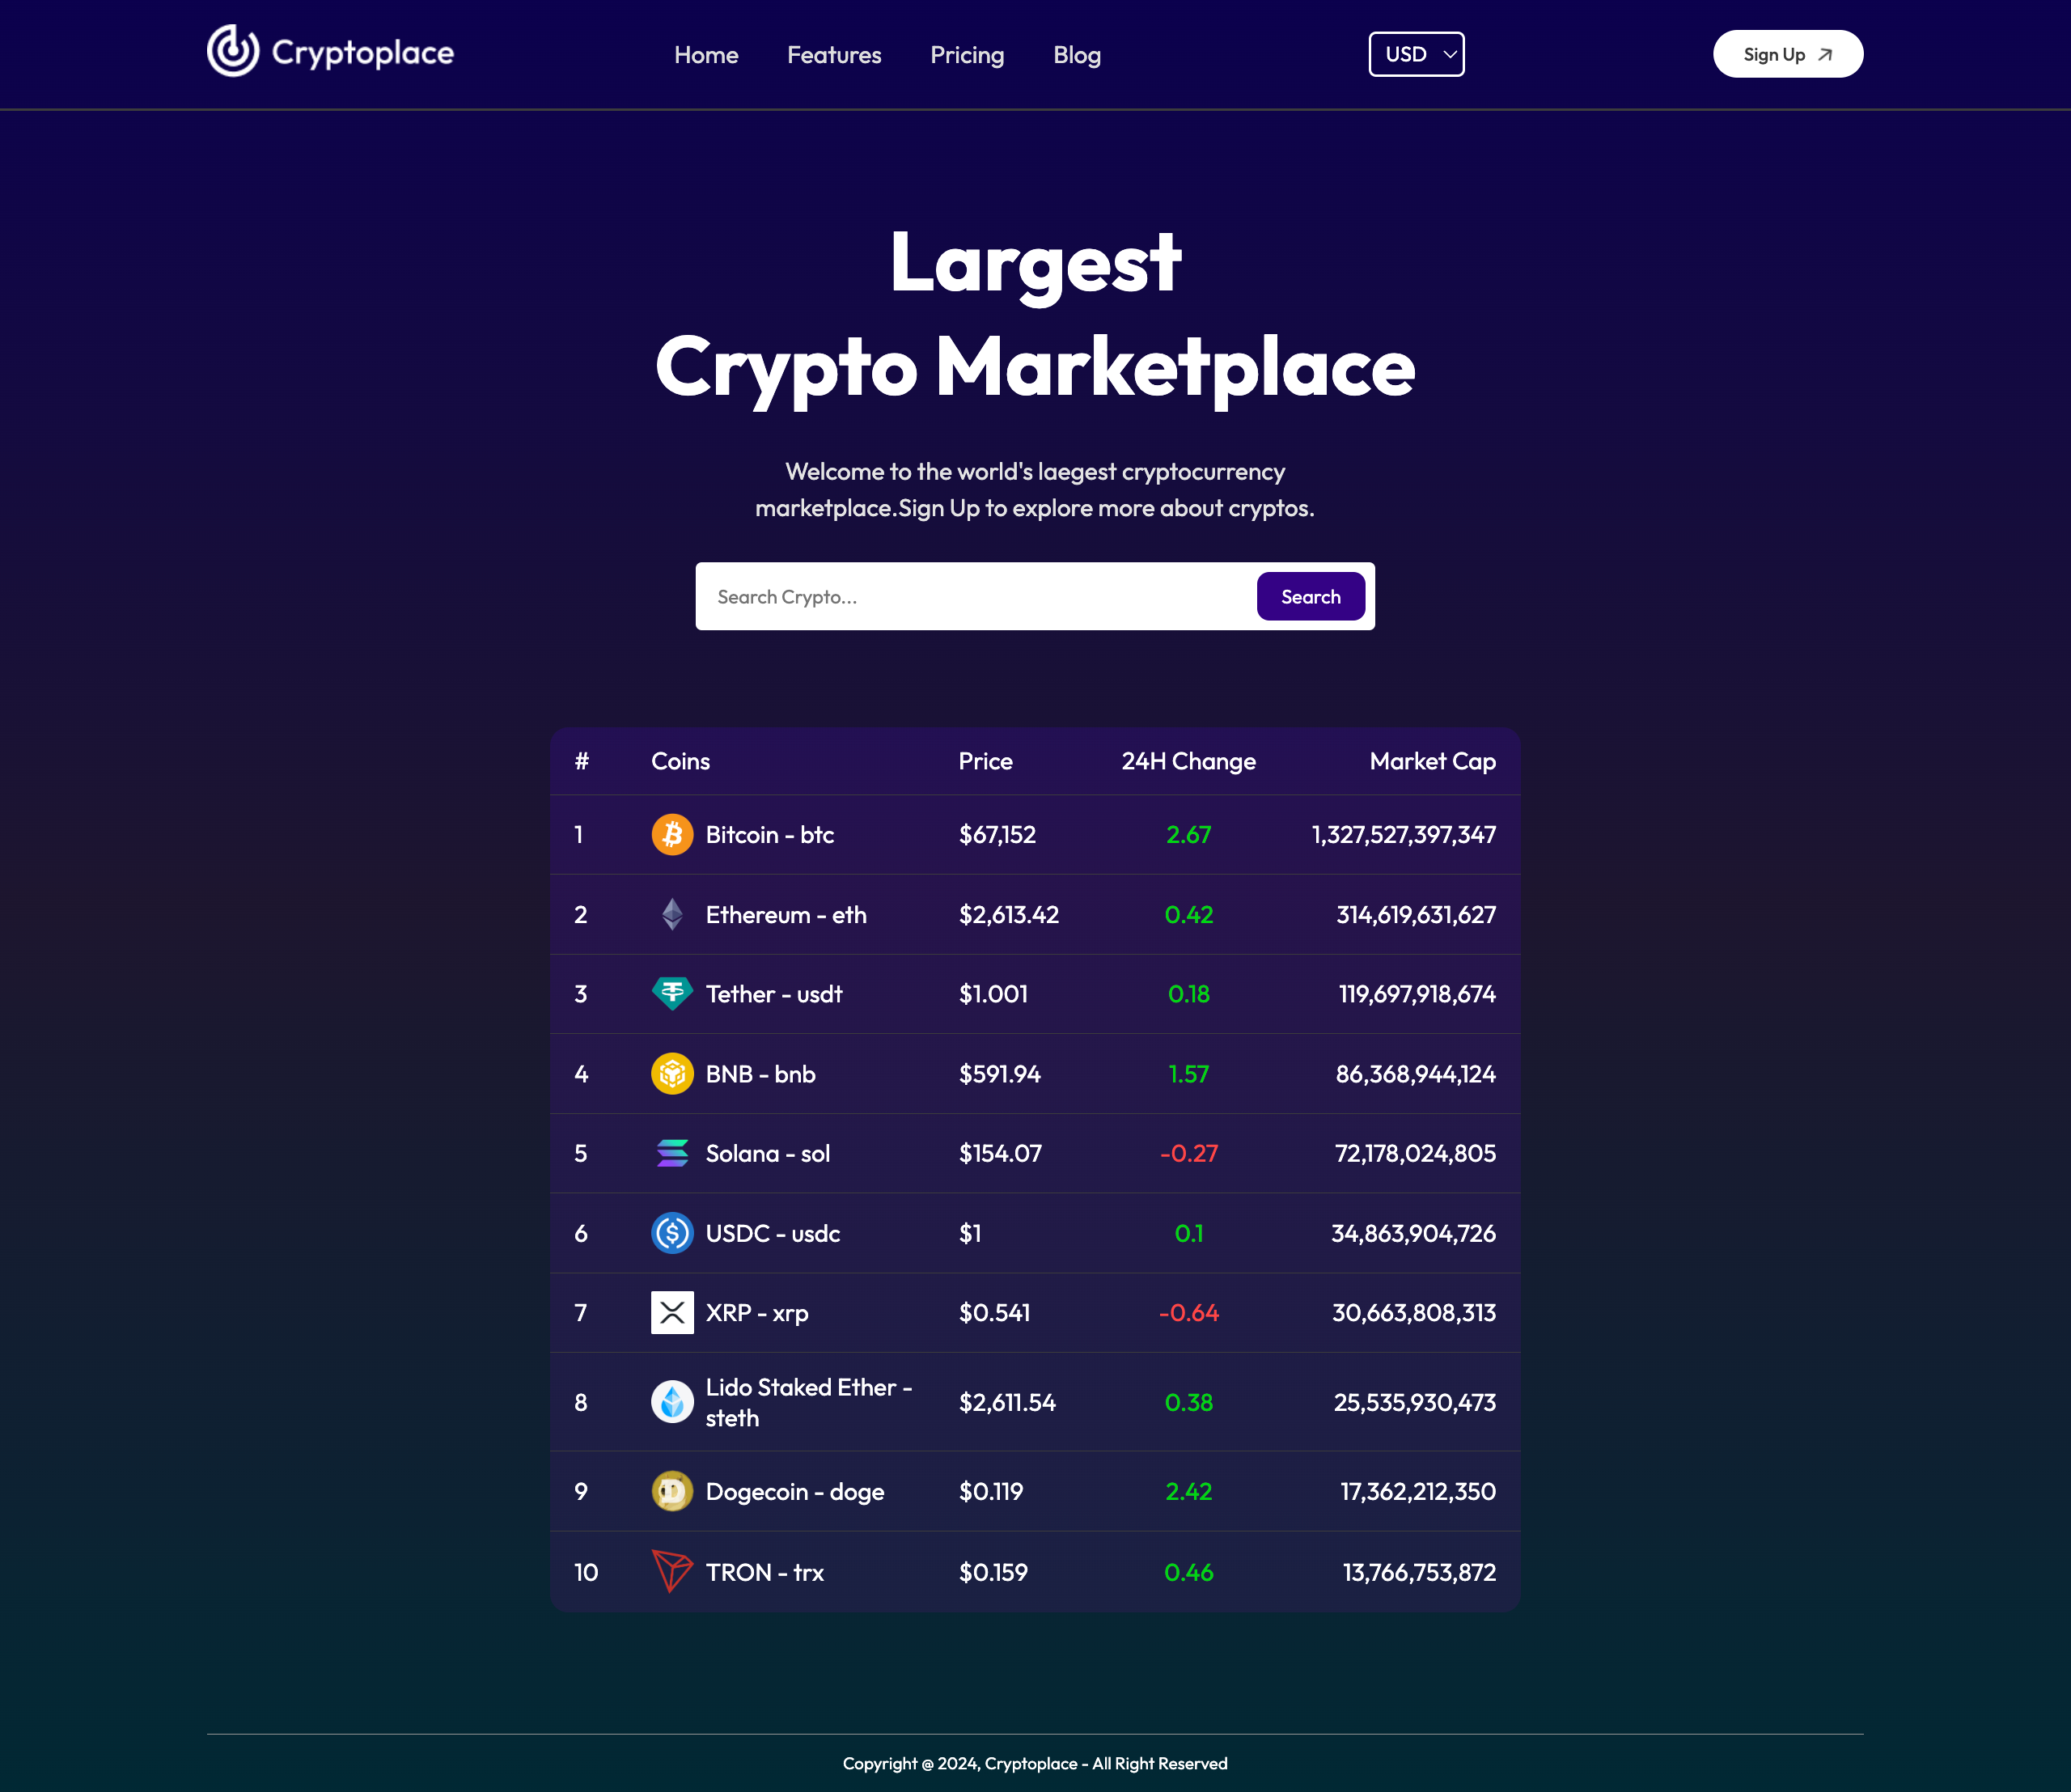 Cryptoplace Home Features Pricing Blog USD Sign Up
Largest
Crypto Marketplace
Welcome to the world's laegest cryptocurrency
marketplace.Sign Up to explore more about cryptos.
Search Crypto... Search
# Coins Price 24H Change Market Cap
1 Bitcoin - btc $67,152 2.67 1,327,527,397,347
2 Ethereum - eth $2,613.42 0.42 314,619,631,627
3 Tether - usdt $1.001 0.18 119,697,918,674
4 BNB - bnb $591.94 1.57 86,368,944,124
5 Solana - sol $154.07 -0.27 72,178,024,805
6 USDC - usdc $1 0.1 34,863,904,726
7 XRP - xrp $0.541 -0.64 30,663,808,313
8 Lido Staked Ether -
steth $2,611.54 0.38 25,535,930,473
9 Dogecoin - doge $0.119 2.42 17,362,212,350
10 TRON - trx $0.159 0.46 13,766,753,872
Copyright @ 2024, Cryptoplace - All Right Reserved